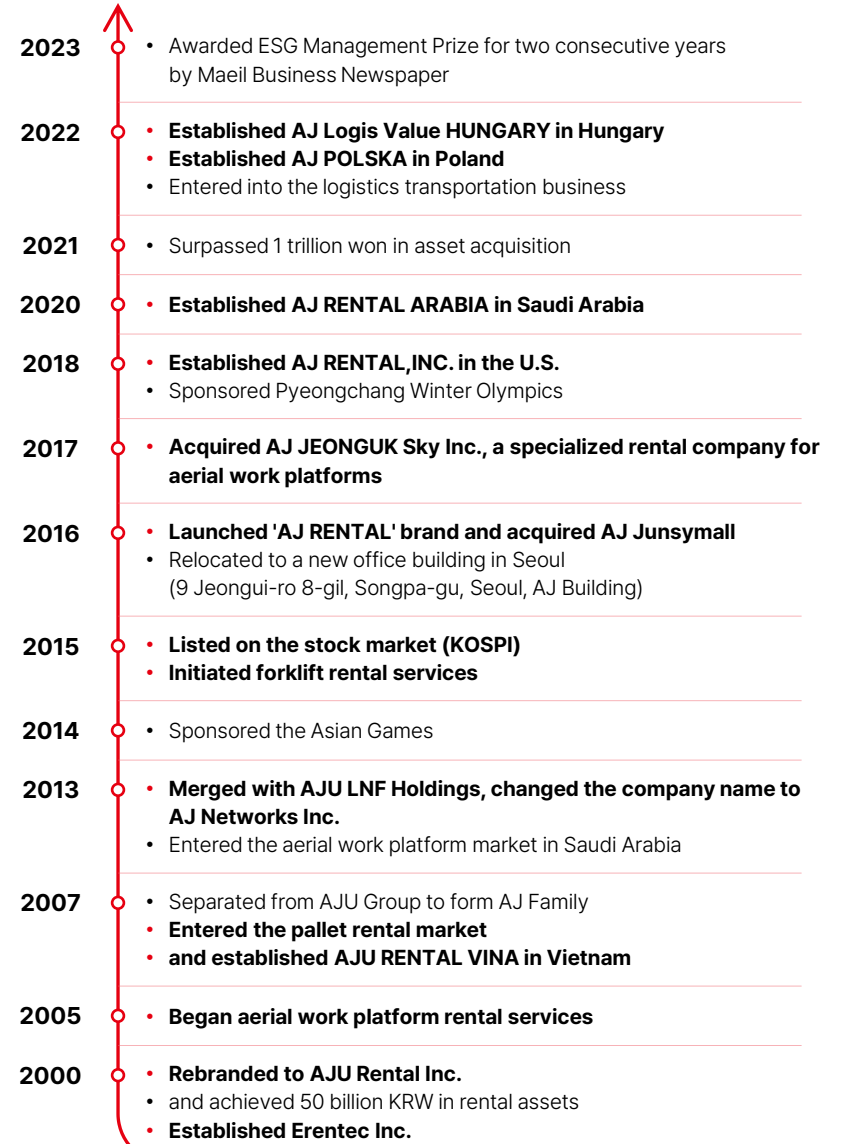 2023
• Awarded ESG Management Prize for two consecutive years
by Maeil Business Newspaper
2022
• Established AJ Logis Value HUNGARY in Hungary
• Established AJ POLSKA in Poland
• Entered into the logistics transportation business
2021
• Surpassed 1 trillion won in asset acquisition
2020
• Established AJ RENTAL ARABIA in Saudi Arabia
2018
• Established AJ RENTAL,INC. in the U.S.
• Sponsored Pyeongchang Winter Olympics
2017
• Acquired AJ JEONGUK Sky Inc., a specialized rental company for
aerial work platforms
2016
• Launched 'AJ RENTAL' brand and acquired AJ Junsymall
• Relocated to a new office building in Seoul
(9 Jeongui-ro 8-gil, Songpa-gu, Seoul, AJ Building)
2015
• Listed on the stock market (KOSPI)
• Initiated forklift rental services
2014
• Sponsored the Asian Games
2013
• Merged with AJU LNF Holdings, changed the company name to
AJ Networks Inc.
• Entered the aerial work platform market in Saudi Arabia
2007
• Separated from AJU Group to form AJ Family
• Entered the pallet rental market
• and established AJU RENTAL VINA in Vietnam
2005
• Began aerial work platform rental services
2000
• Rebranded to AJU Rental Inc.
• and achieved 50 billion KRW in rental assets
• Established Erentec Inc.